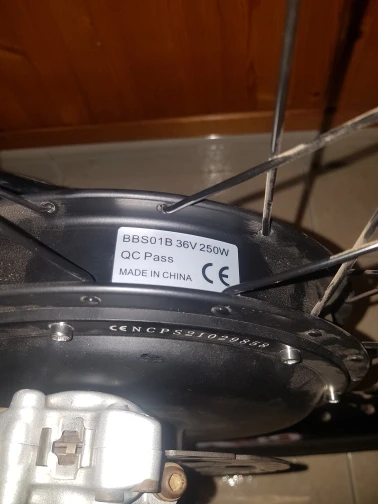 BBS01B 36V 250W
QC Pass
MADE IN CHINA CE
CE NCPS21029858